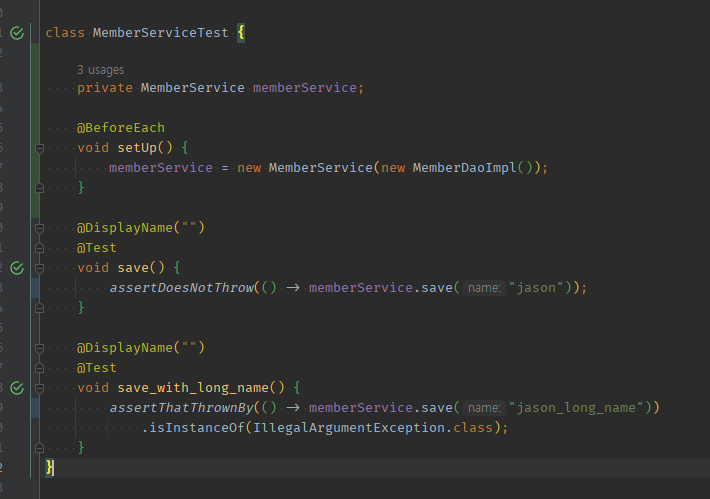 class MemberServiceTest {
3 usages
private MemberService memberService;
@BeforeEach
void setUp() {
memberService = new MemberService(new MemberDaoImpl());
}
@DisplayName("")
@Test
void save() {
assertDoesNotThrow(() -> memberService.save( name: "jason"));
}
@DisplayName("")
@Test
void save_with_long_name() {
assertThatThrownBy(() -> memberService.save( name: "jason_long_name"))
.isInstanceOf(IllegalArgumentException.class);
}
}